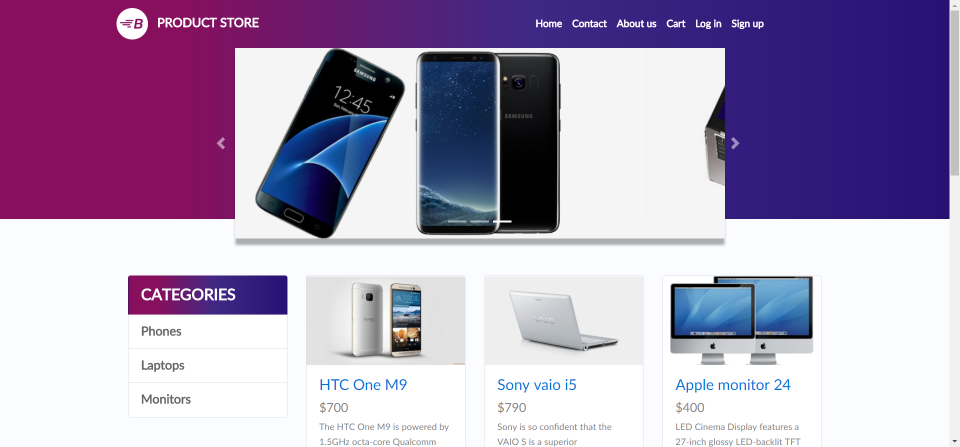 B PRODUCT STORE
Home Contact About us Cart Log in Sign up
SAMSUNG
12:45
SAMSUNG
CATEGORIES
Phones
Laptops
Monitors
VAIO
HTC One M9
$700
The HTC One M9 is powered by
1.5GHz octa-core Qualcomm
Sony vaio i5
$790
Sony is so confident that the
VAIO S is a superior
Apple monitor 24
$400
LED Cinema Display features a
27-inch glossy LED-backlit TFT